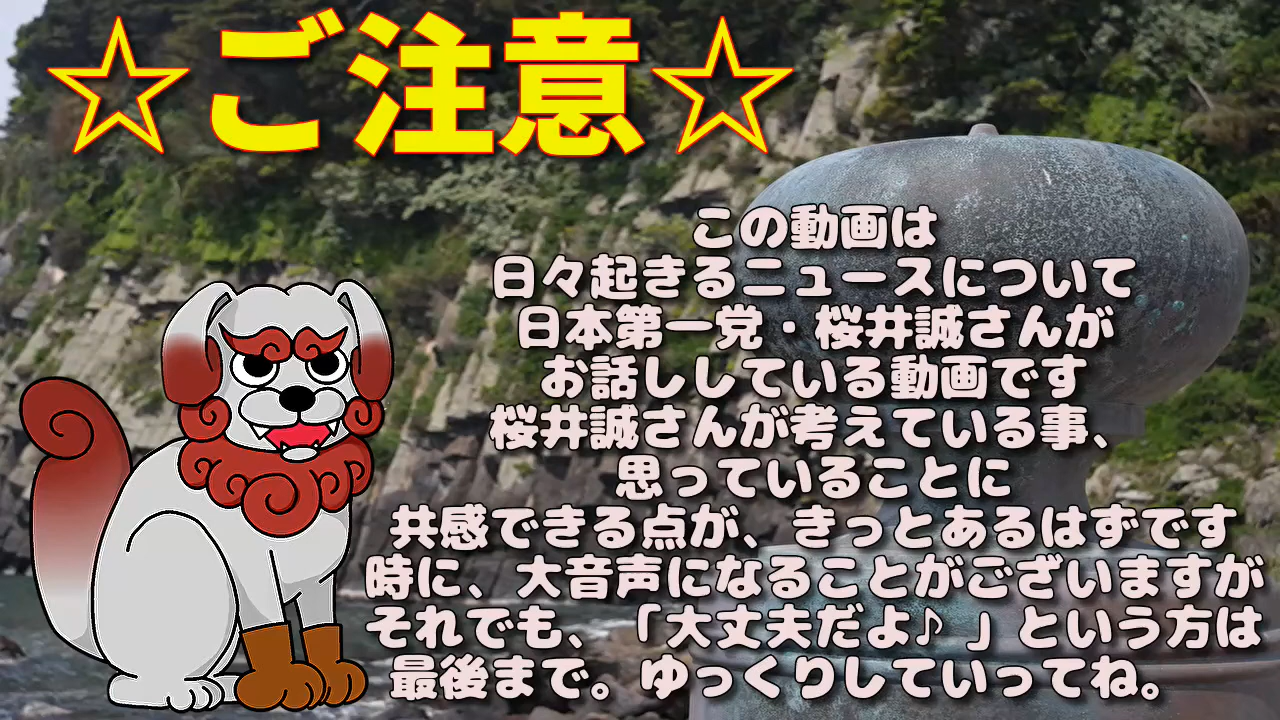 ☆ご注意☆
この動画は
日々起きるニュースについて
日本第一党・桜井誠さんが
お話ししている動画です
桜井誠さんが考えている事、
思っていることに
共感できる点が、きっとあるはずです
時に、大音声になることがございますが
それでも、「大丈夫だよ♪」という方は
最後まで。ゆっくりしていってね。